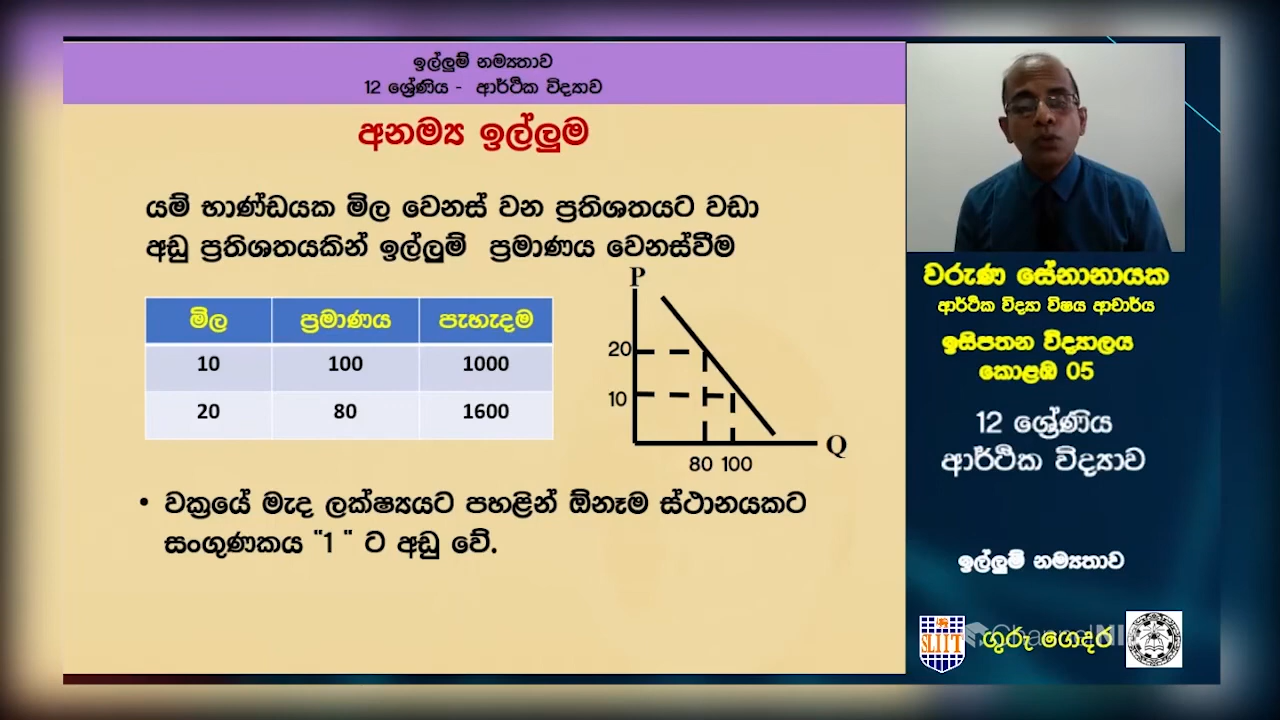 ඉල්ලුම් නම්‍යතාව
12 ශ්‍රේණිය - ආර්ථික විද්‍යාව
අනම්‍ය ඉල්ලුම
යම් භාණ්ඩයක මිල වෙනස් වන ප්‍රතිශතයට වඩා
අඩු ප්‍රතිශතයකින් ඉල්ලුම් ප්‍රමාණය වෙනස්වීම
මිල ප්‍රමාණය පැහැදම
10 100 1000
20 80 1600
P
20
10
Q
80 100
• වක්‍රයේ මැද ලක්ෂ්‍යයට පහළින් ඕනෑම ස්ථානයකට
සංගුණකය "1 " ට අඩු වේ.
වරුණ සේනානායක
ආර්ථික විද්‍යා විෂය ආචාර්ය
ඉසිපතන විද්‍යාලය
කොළඹ 05
12 ශ්‍රේණිය
ආර්ථික විද්‍යාව
ඉල්ලුම් නම්‍යතාව
SLIIT
ගුරු ගෙදර